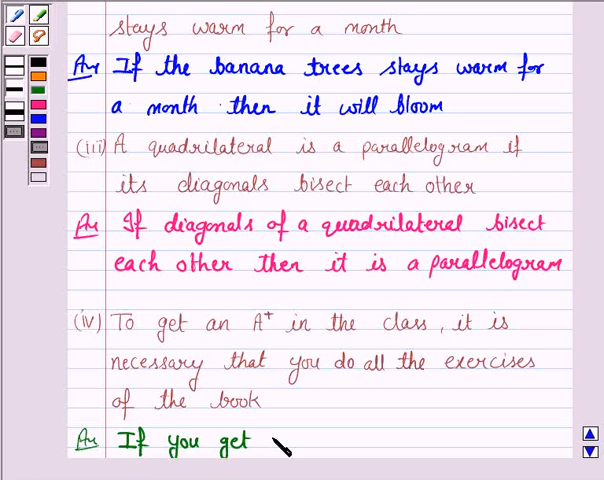 stays warm for a month
Ans If the banana trees stays warm for
a month then it will bloom
(iii) A quadrilateral is a parallelogram if
its diagonals bisect each other
Ans If diagonals of a quadrilateral bisect
each other then it is a parallelogram
(iv) To get an A+ in the class, it is
necessary that you do all the exercises
of the book
Ans If you get